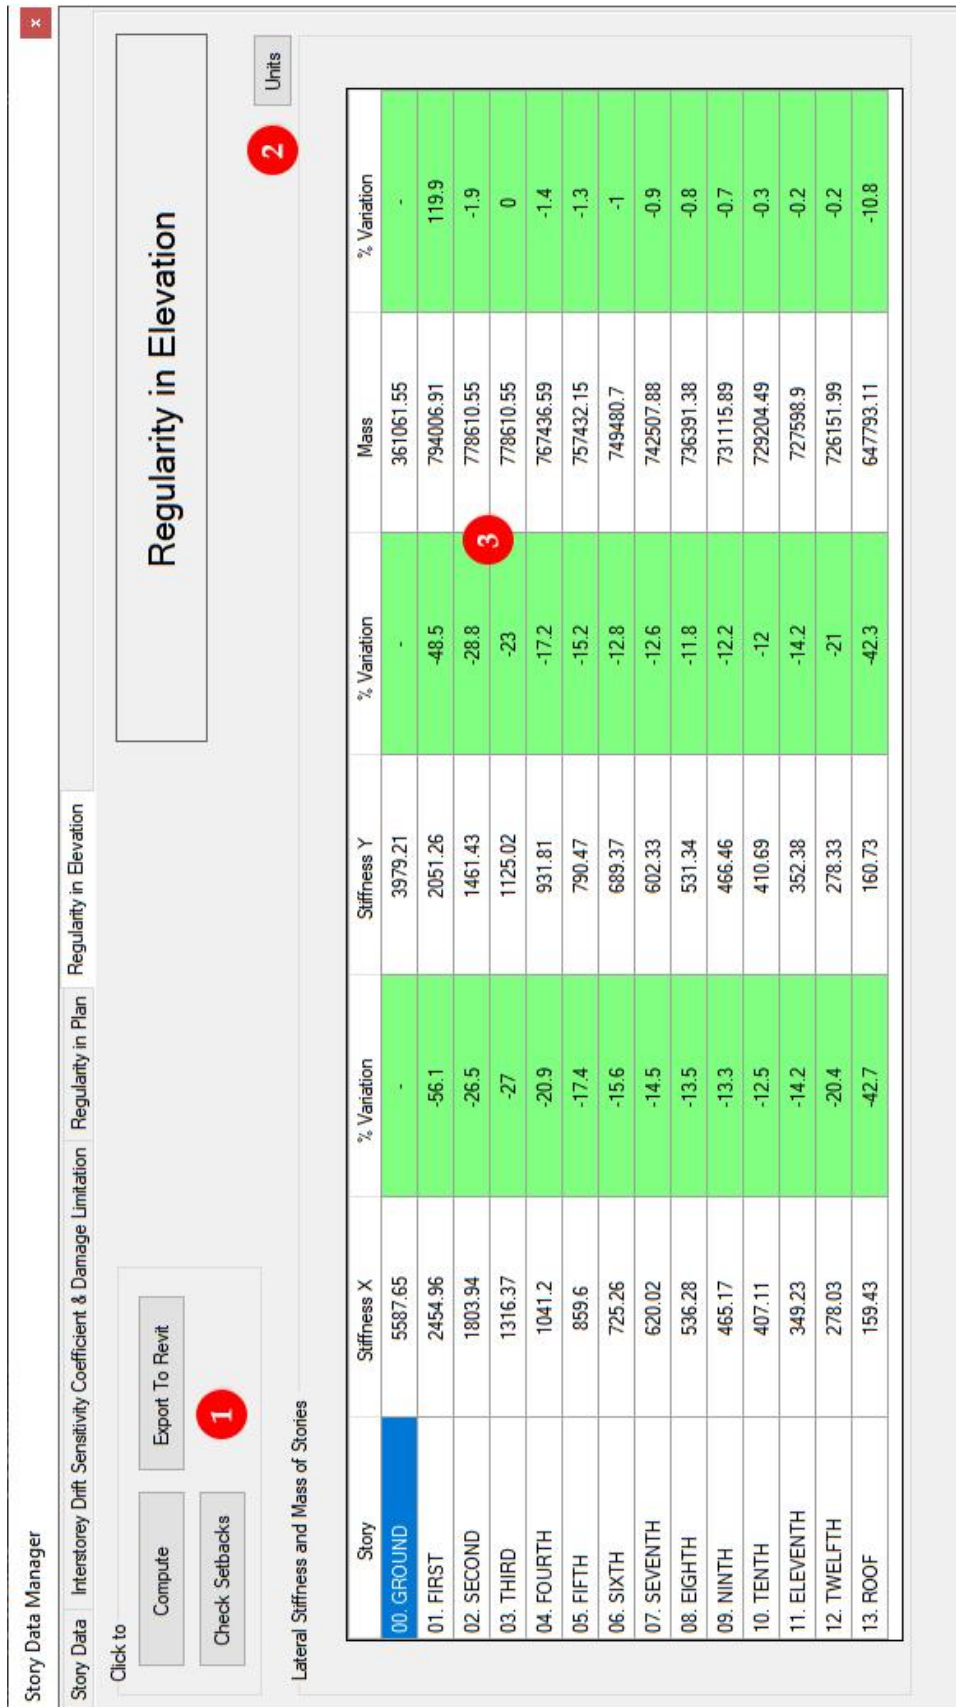 Story Data Manager
x
Story Data Interstorey Drift Sensitivity Coefficient & Damage Limitation Regularity in Plan Regularity in Elevation
Click to
Compute Export To Revit
Check Setbacks
1
Regularity in Elevation
2
Units
Lateral Stiffness and Mass of Stories
Story Stiffness X % Variation Stiffness Y % Variation Mass % Variation
00. GROUND 5587.65 - 3979.21 - 361061.55 -
01. FIRST 2454.96 -56.1 2051.26 -48.5 794006.91 119.9
02. SECOND 1803.94 -26.5 1461.43 -28.8 778610.55 -1.9
3
03. THIRD 1316.37 -27 1125.02 -23 778610.55 0
04. FOURTH 1041.2 -20.9 931.81 -17.2 767436.59 -1.4
05. FIFTH 859.6 -17.4 790.47 -15.2 757432.15 -1.3
06. SIXTH 725.26 -15.6 689.37 -12.8 749480.7 -1
07. SEVENTH 620.02 -14.5 602.33 -12.6 742507.88 -0.9
08. EIGHTH 536.28 -13.5 531.34 -11.8 736391.38 -0.8
09. NINTH 465.17 -13.3 466.46 -12.2 731115.89 -0.7
10. TENTH 407.11 -12.5 410.69 -12 729204.49 -0.3
11. ELEVENTH 349.23 -14.2 352.38 -14.2 727598.9 -0.2
12. TWELFTH 278.03 -20.4 278.33 -21 726151.99 -0.2
13. ROOF 159.43 -42.7 160.73 -42.3 647793.11 -10.8